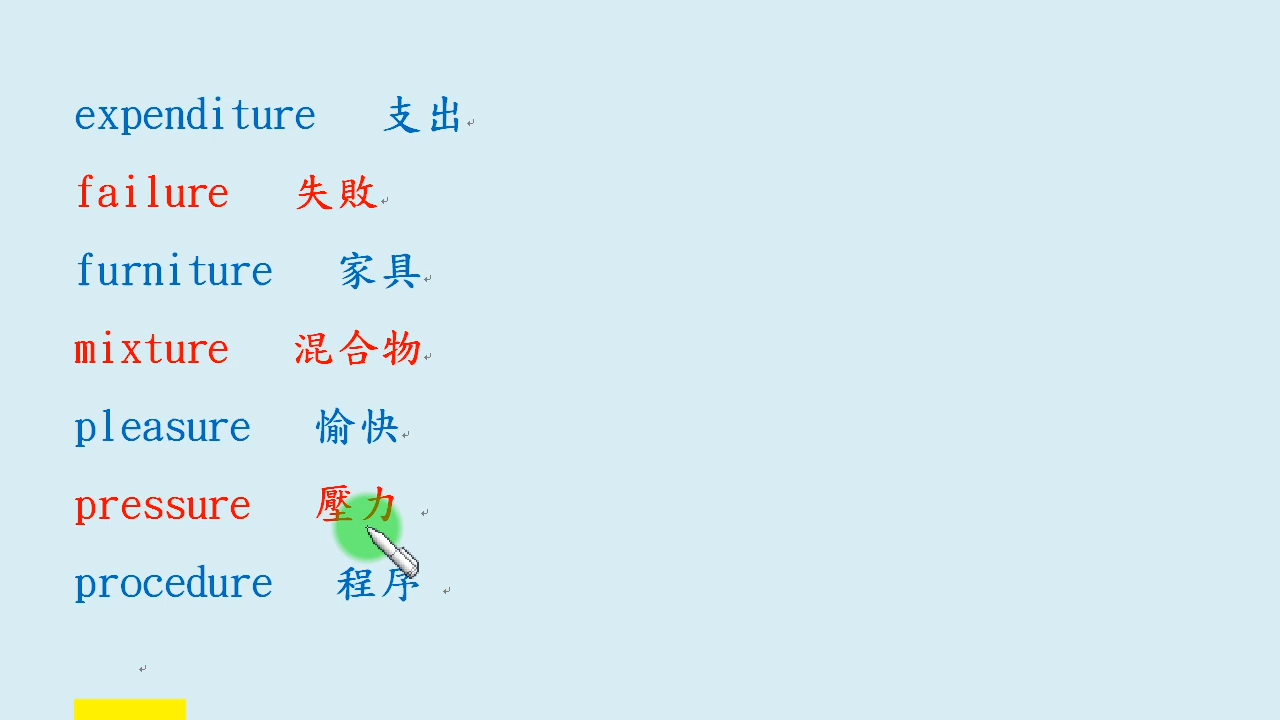 expenditure 支出
failure 失敗
furniture 家具
mixture 混合物
pleasure 愉快
pressure 壓力
procedure 程序